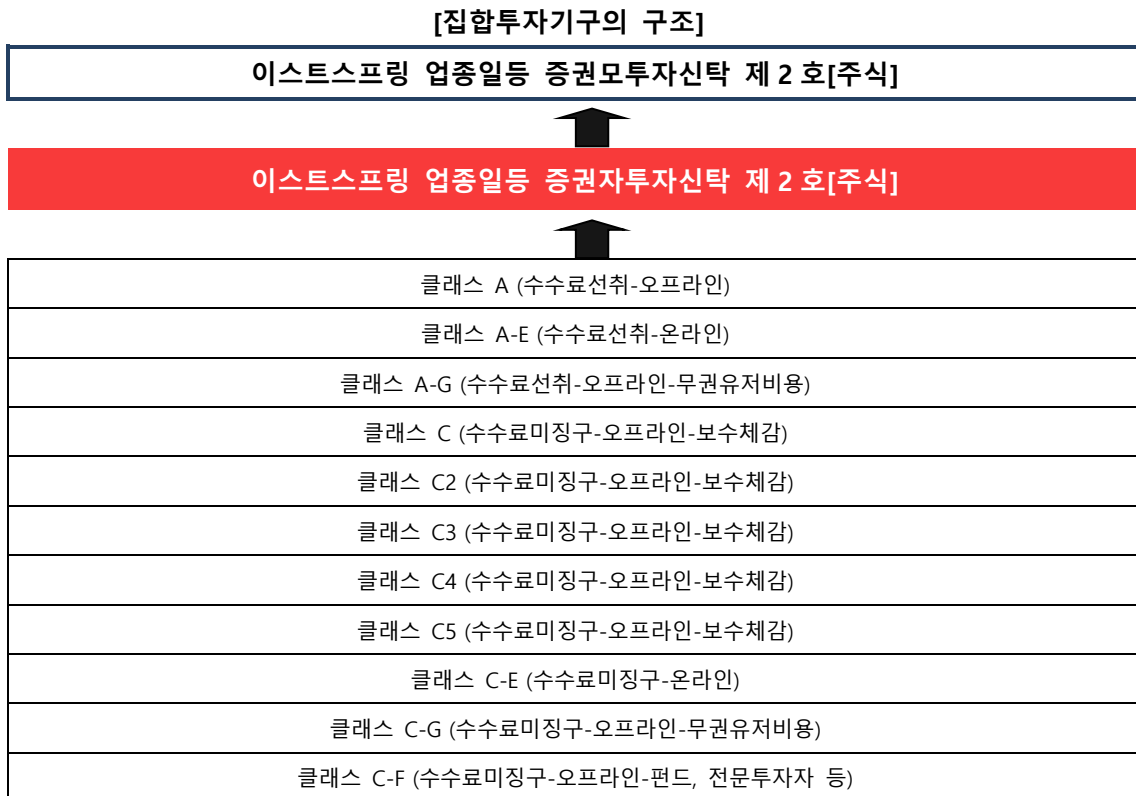 [집합투자기구의 구조]
이스트스프링 업종일등 증권모투자신탁 제 2 호[주식]
이스트스프링 업종일등 증권자투자신탁 제 2 호[주식]
클래스 A (수수료선취-오프라인)
클래스 A-E (수수료선취-온라인)
클래스 A-G (수수료선취-오프라인-무권유저비용)
클래스 C (수수료미징구-오프라인-보수체감)
클래스 C2 (수수료미징구-오프라인-보수체감)
클래스 C3 (수수료미징구-오프라인-보수체감)
클래스 C4 (수수료미징구-오프라인-보수체감)
클래스 C5 (수수료미징구-오프라인-보수체감)
클래스 C-E (수수료미징구-온라인)
클래스 C-G (수수료미징구-오프라인-무권유저비용)
클래스 C-F (수수료미징구-오프라인-펀드, 전문투자자 등)